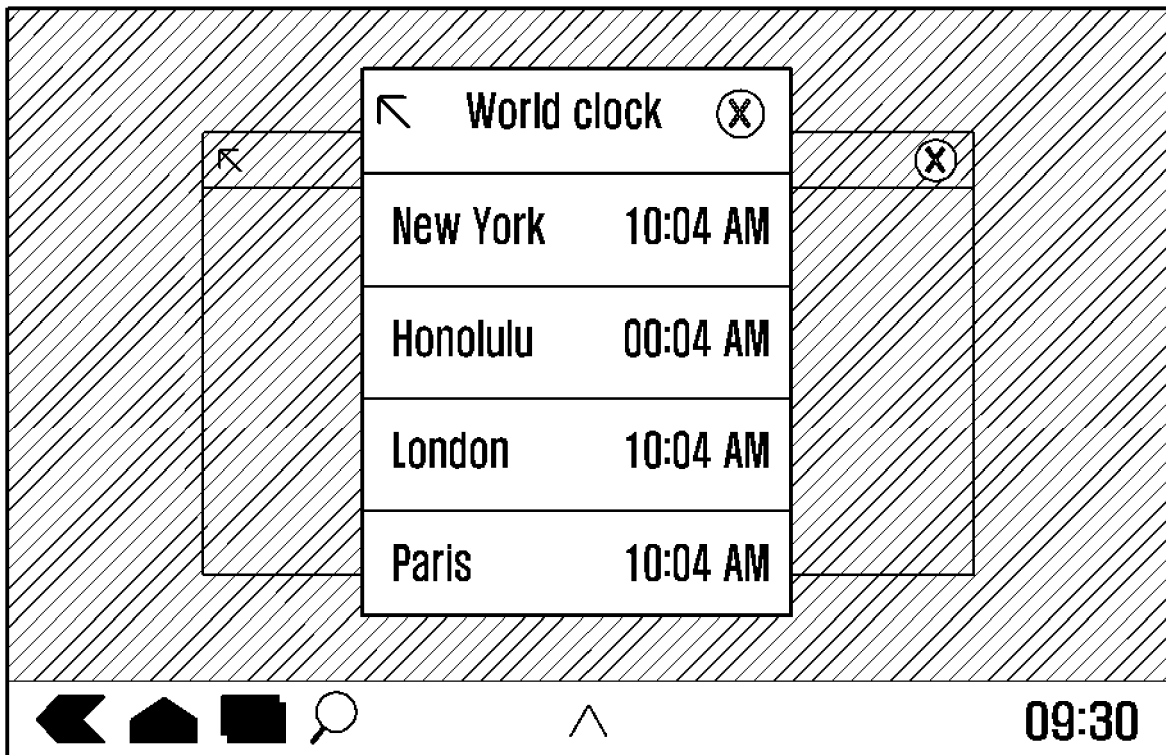 World clock X
X
New York 10:04 AM
Honolulu 00:04 AM
London 10:04 AM
Paris 10:04 AM
09:30